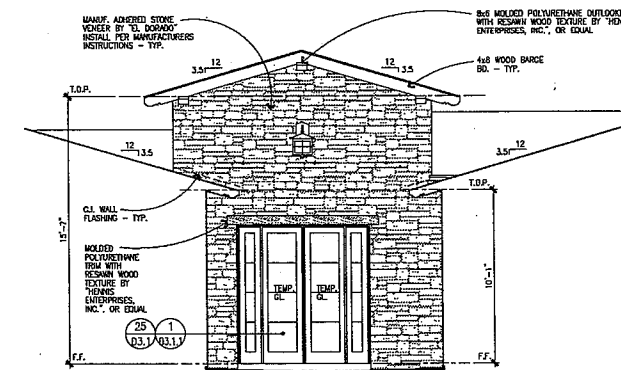 MANUF. ADHERED STONE
VENEER BY "EL DORADO"
INSTALL PER MANUFACTURERS
INSTRUCTIONS - TYP.
8x6 MOLDED POLYURETHANE OUTLOOKE
WITH RESAWN WOOD TEXTURE BY "HEN
ENTERPRISES, INC.", OR EQUAL
12
3.5
12
3.5
4x8 WOOD BARGE
BD. - TYP.
T.O.P.
12
3.5
12
3.5
T.O.P.
G.I. WALL
FLASHING - TYP.
15'-2"
MOLDED
POLYURETHANE
TRIM WITH
RESAWN WOOD
TEXTURE BY
"HENNIS
ENTERPRISES,
INC.", OR EQUAL
TEMP.
GL.
TEMP.
GL.
10'-1"
25
D3.1
1
D3.1.1
F.F.
F.F.